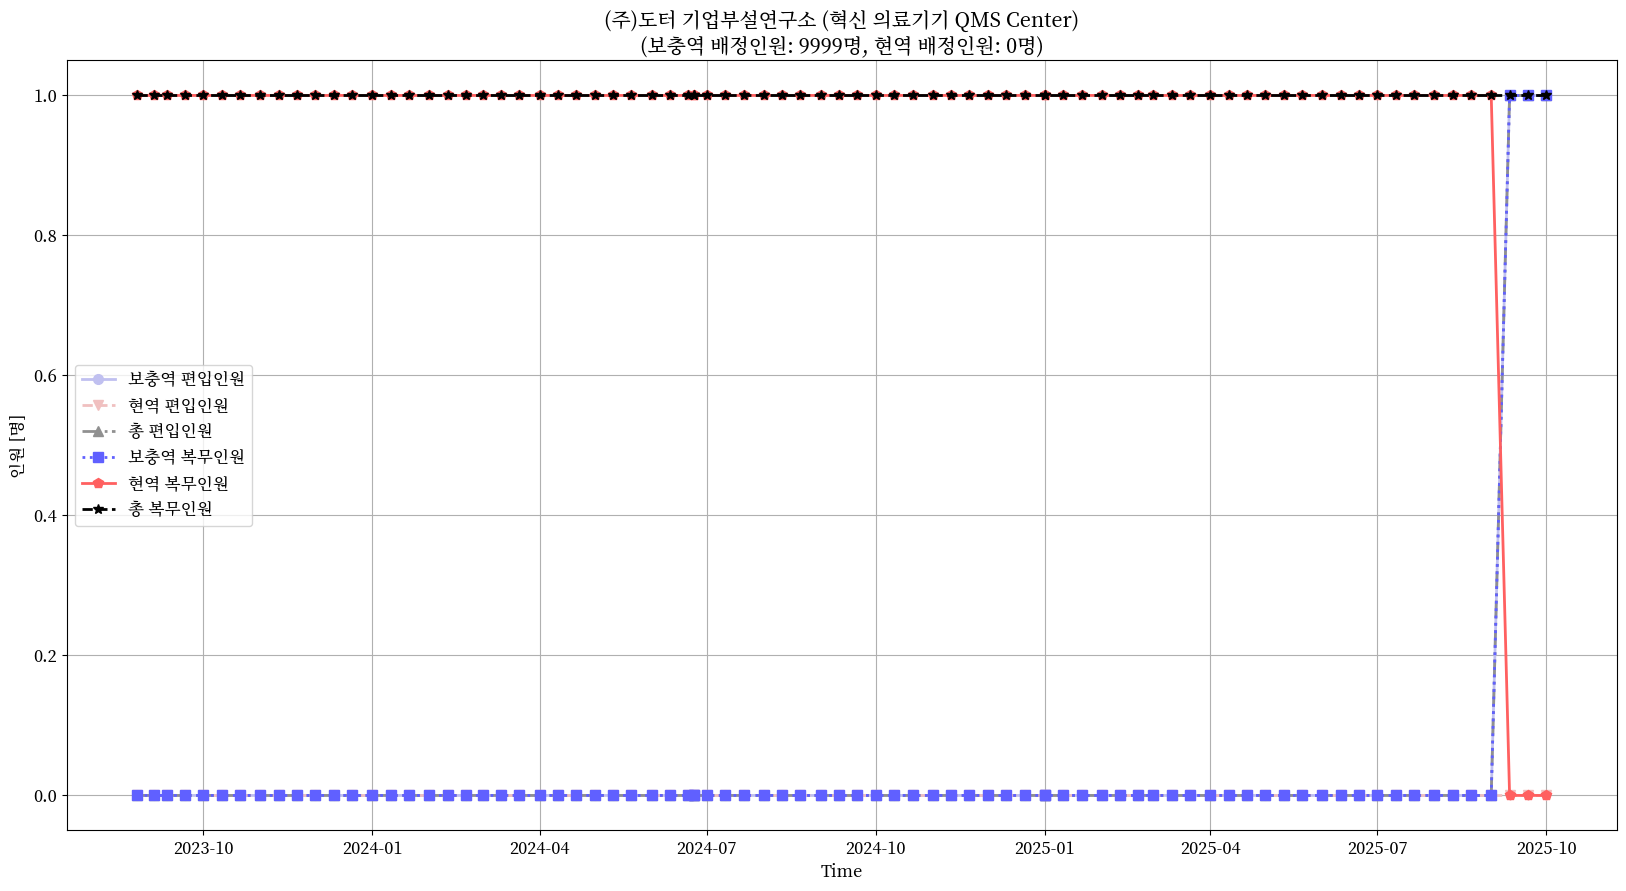 (주)도터 기업부설연구소 (혁신 의료기기 QMS Center)
(보충역 배정인원: 9999명, 현역 배정인원: 0명)
1.0
0.8
0.6
0.4
0.2
0.0
인원 [명]
보충역 편입인원
현역 편입인원
총 편입인원
보충역 복무인원
현역 복무인원
총 복무인원
2023-10
2024-01
2024-04
2024-07
2024-10
2025-01
2025-04
2025-07
2025-10
Time